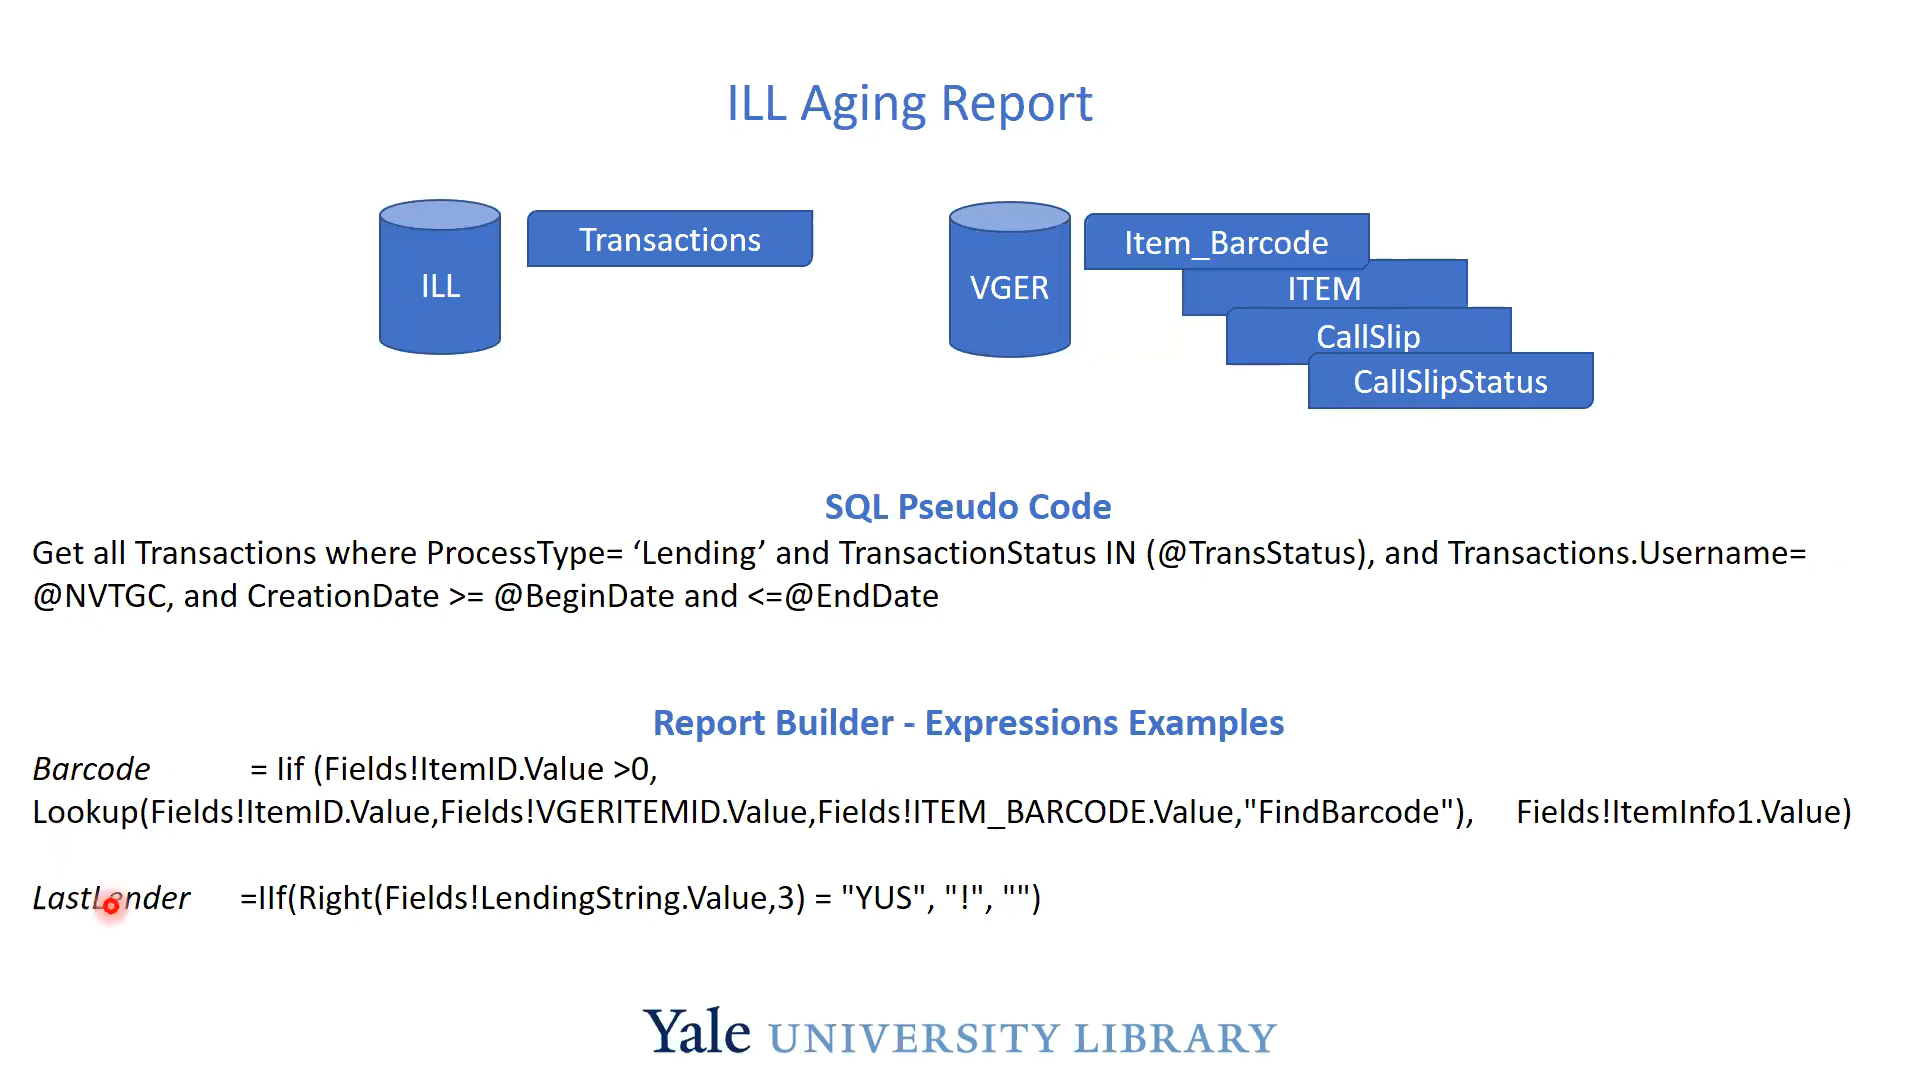 ILL Aging Report
ILL
Transactions
VGER
Item_Barcode
ITEM
CallSlip
CallSlipStatus
SQL Pseudo Code
Get all Transactions where ProcessType= ‘Lending’ and TransactionStatus IN (@TransStatus), and Transactions.Username=
@NVTGC, and CreationDate >= @BeginDate and <=@EndDate
Report Builder - Expressions Examples
Barcode = Iif (Fields!ItemID.Value >0,
Lookup(Fields!ItemID.Value,Fields!VGERITEMID.Value,Fields!ITEM_BARCODE.Value,"FindBarcode"), Fields!ItemInfo1.Value)
LastLender =IIf(Right(Fields!LendingString.Value,3) = "YUS", "!", "")
Yale UNIVERSITY LIBRARY